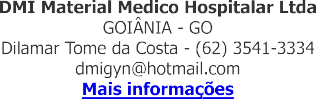 DMI Material Medico Hospitalar Ltda
GOIÂNIA - GO
Dilamar Tome da Costa - (62) 3541-3334
dmigyn@hotmail.com
Mais informações